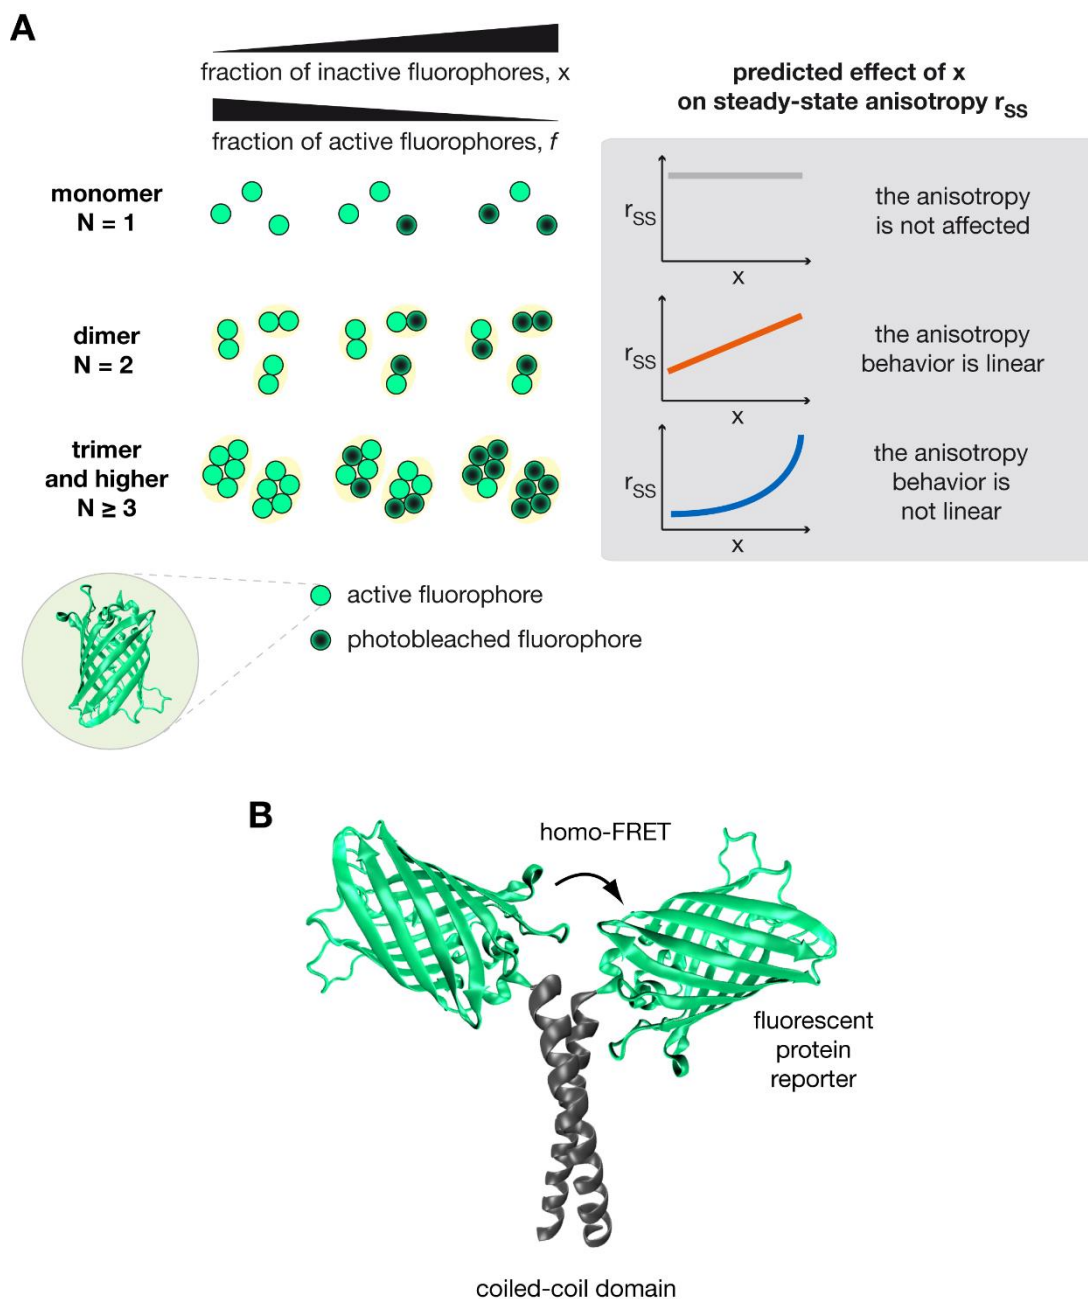 A
fraction of inactive fluorophores, x
fraction of active fluorophores, f
predicted effect of x
on steady-state anisotropy rSS
monomer
N = 1
rSS
x
the anisotropy
is not affected
dimer
N = 2
rSS
x
the anisotropy
behavior is linear
trimer
and higher
N ≥ 3
rSS
x
the anisotropy
behavior is
not linear
active fluorophore
photobleached fluorophore
B
homo-FRET
fluorescent
protein
reporter
coiled-coil domain